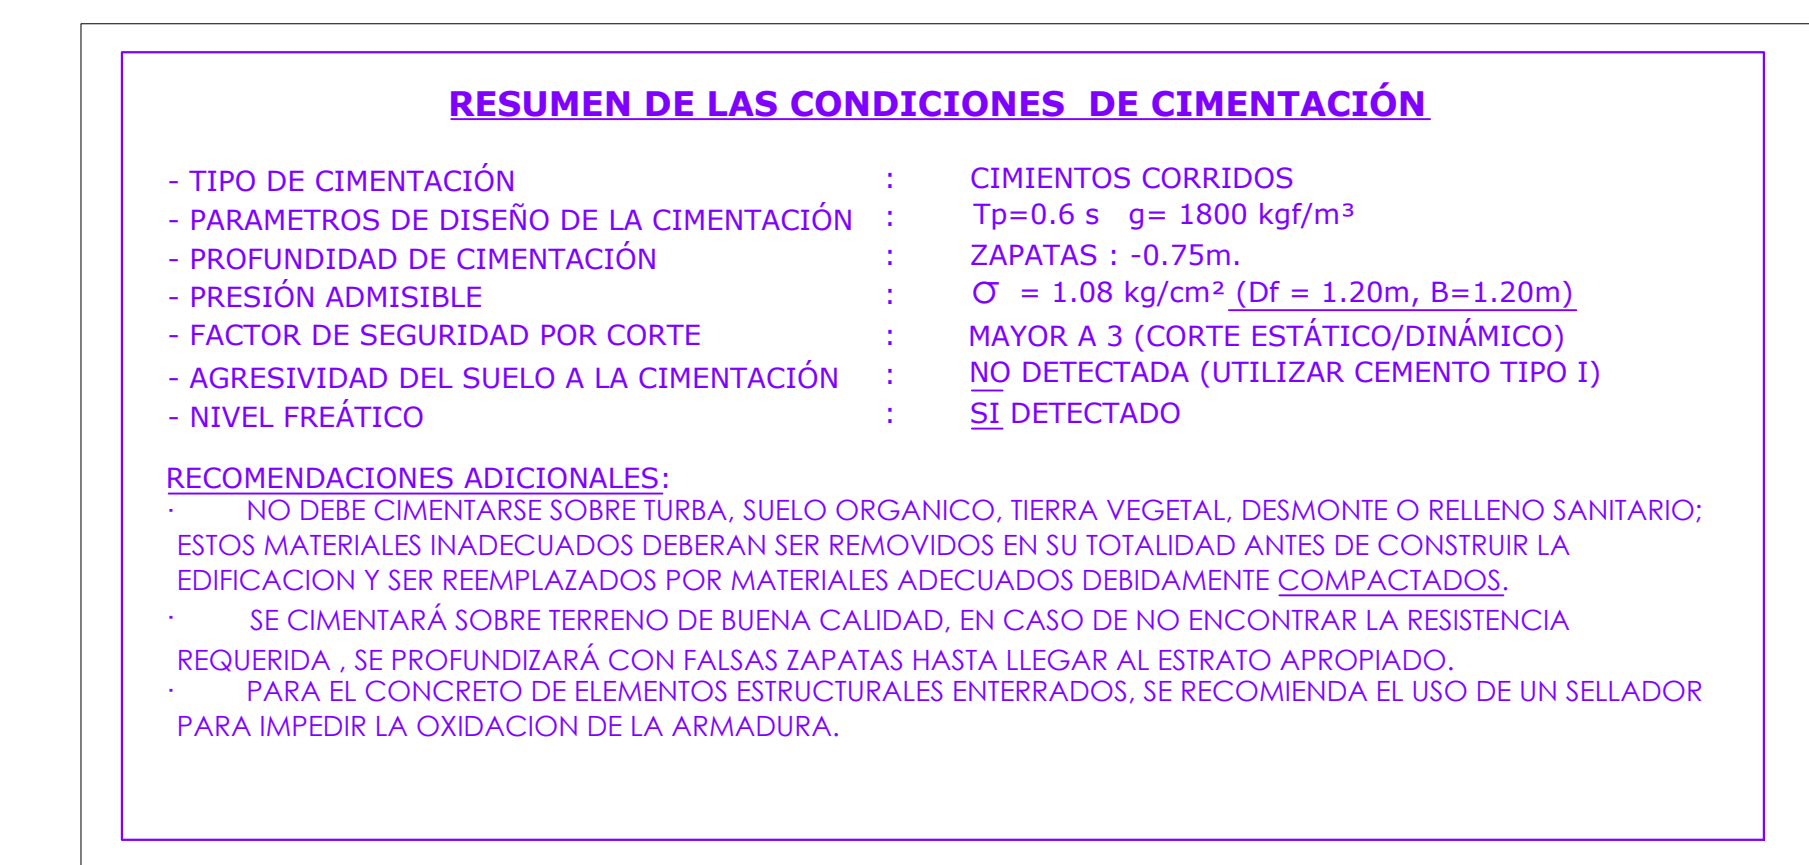 RESUMEN DE LAS CONDICIONES DE CIMENTACIÓN
- TIPO DE CIMENTACIÓN : CIMIENTOS CORRIDOS
- PARAMETROS DE DISEÑO DE LA CIMENTACIÓN : Tp=0.6 s g= 1800 kgf/m³
- PROFUNDIDAD DE CIMENTACIÓN : ZAPATAS : -0.75m.
- PRESIÓN ADMISIBLE : σ = 1.08 kg/cm² (Df = 1.20m, B=1.20m)
- FACTOR DE SEGURIDAD POR CORTE : MAYOR A 3 (CORTE ESTÁTICO/DINÁMICO)
- AGRESIVIDAD DEL SUELO A LA CIMENTACIÓN : NO DETECTADA (UTILIZAR CEMENTO TIPO I)
- NIVEL FREÁTICO : SI DETECTADO
RECOMENDACIONES ADICIONALES:
· NO DEBE CIMENTARSE SOBRE TURBA, SUELO ORGANICO, TIERRA VEGETAL, DESMONTE O RELLENO SANITARIO;
ESTOS MATERIALES INADECUADOS DEBERAN SER REMOVIDOS EN SU TOTALIDAD ANTES DE CONSTRUIR LA
EDIFICACION Y SER REEMPLAZADOS POR MATERIALES ADECUADOS DEBIDAMENTE COMPACTADOS.
· SE CIMENTARÁ SOBRE TERRENO DE BUENA CALIDAD, EN CASO DE NO ENCONTRAR LA RESISTENCIA
REQUERIDA , SE PROFUNDIZARÁ CON FALSAS ZAPATAS HASTA LLEGAR AL ESTRATO APROPIADO.
· PARA EL CONCRETO DE ELEMENTOS ESTRUCTURALES ENTERRADOS, SE RECOMIENDA EL USO DE UN SELLADOR
PARA IMPEDIR LA OXIDACION DE LA ARMADURA.